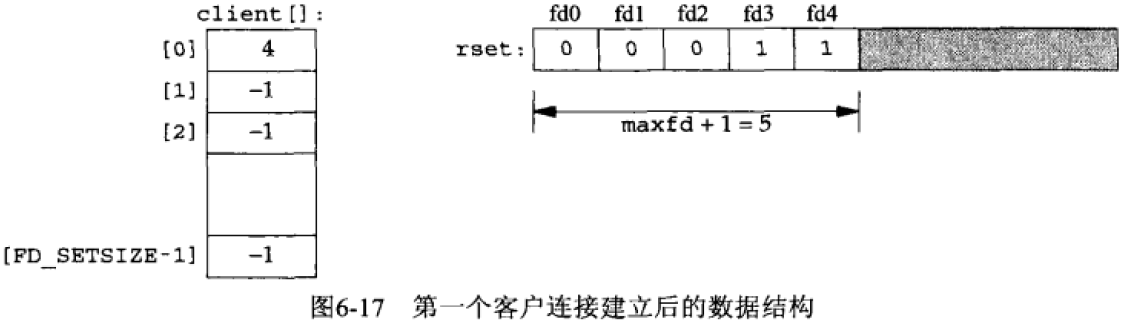 client[]:
[0] 4
[1] -1
[2] -1
[FD_SETSIZE-1] -1
fd0 fd1 fd2 fd3 fd4
rset: 0 0 0 1 1
maxfd + 1 = 5
图6-17 第一个客户连接建立后的数据结构